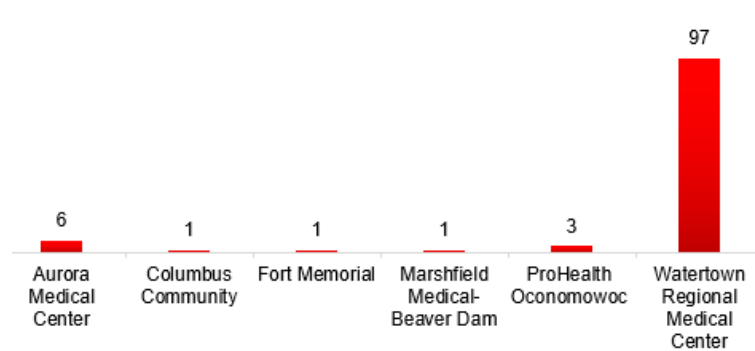 97
6
1
1
1
3
Aurora
Medical
Center
Columbus
Community
Fort Memorial
Marshfield
Medical-
Beaver Dam
ProHealth
Oconomowoc
Watertown
Regional
Medical
Center